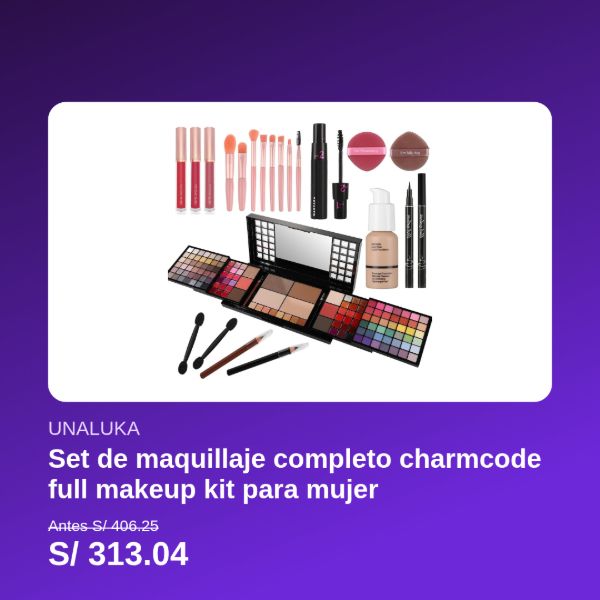 UNALUKA
Set de maquillaje completo charmcode
full makeup kit para mujer
Antes S/ 406.25
S/ 313.04